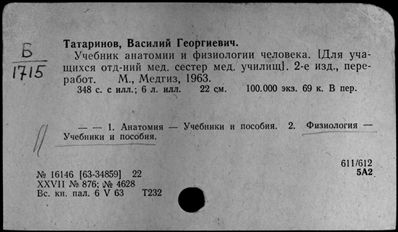 Б
1715
Татаринов, Василий Георгиевич.
Учебник анатомии и физиологии человека. [Для уча-
щихся отд-ний мед. сестер мед. училищ]. 2-е изд., пере-
работ. М., Медгиз, 1963.
348 с. с илл.; 6 л. илл. 22 см. 100.000 экз. 69 к. В пер.
— — 1. Анатомия — Учебники и пособия. 2. Физиология —
Учебники и пособия.
611/612
5А2
№ 16146 [63-34859] 22
XXVII № 876; № 4628
Вс. кн. пал. 6 V 63 Т232